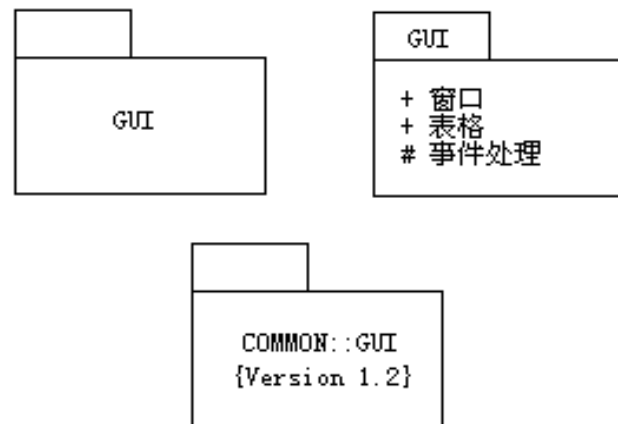 GUI
GUI
+ 窗口
+ 表格
# 事件处理
COMMON::GUI
{Version 1.2}